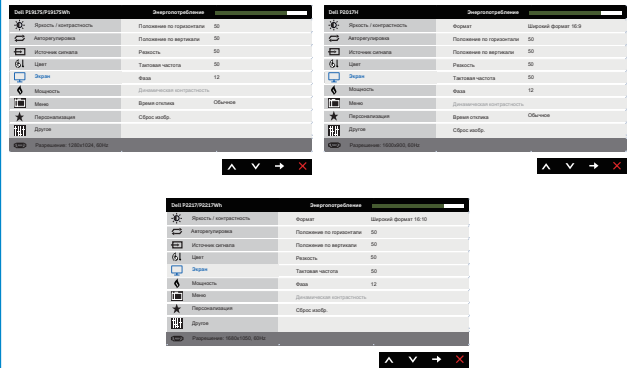 Dell P1917S/P1917SWh Энергопотребление
Яркость / контрастность Положение по горизонтали 50
Авторегулировка Положение по вертикали 50
Источник сигнала Резкость 50
Цвет Тактовая частота 50
Экран Фаза 12
Мощность Динамическая контрастность
Меню Время отклика Обычное
Персонализация Сброс изобр.
Другое
Разрешение: 1280x1024, 60Hz
Dell P2017H Энергопотребление
Яркость / контрастность Формат Широкий формат 16:9
Авторегулировка Положение по горизонтали 50
Источник сигнала Положение по вертикали 50
Цвет Резкость 50
Экран Тактовая частота 50
Мощность Фаза 12
Меню Динамическая контрастность
Персонализация Время отклика Обычное
Другое Сброс изобр.
Разрешение: 1600x900, 60Hz
Dell P2217/P2217Wh Энергопотребление
Яркость / контрастность Формат Широкий формат 16:10
Авторегулировка Положение по горизонтали 50
Источник сигнала Положение по вертикали 50
Цвет Резкость 50
Экран Тактовая частота 50
Мощность Фаза 12
Меню Динамическая контрастность
Персонализация Сброс изобр.
Другое
Разрешение: 1680x1050, 60Hz